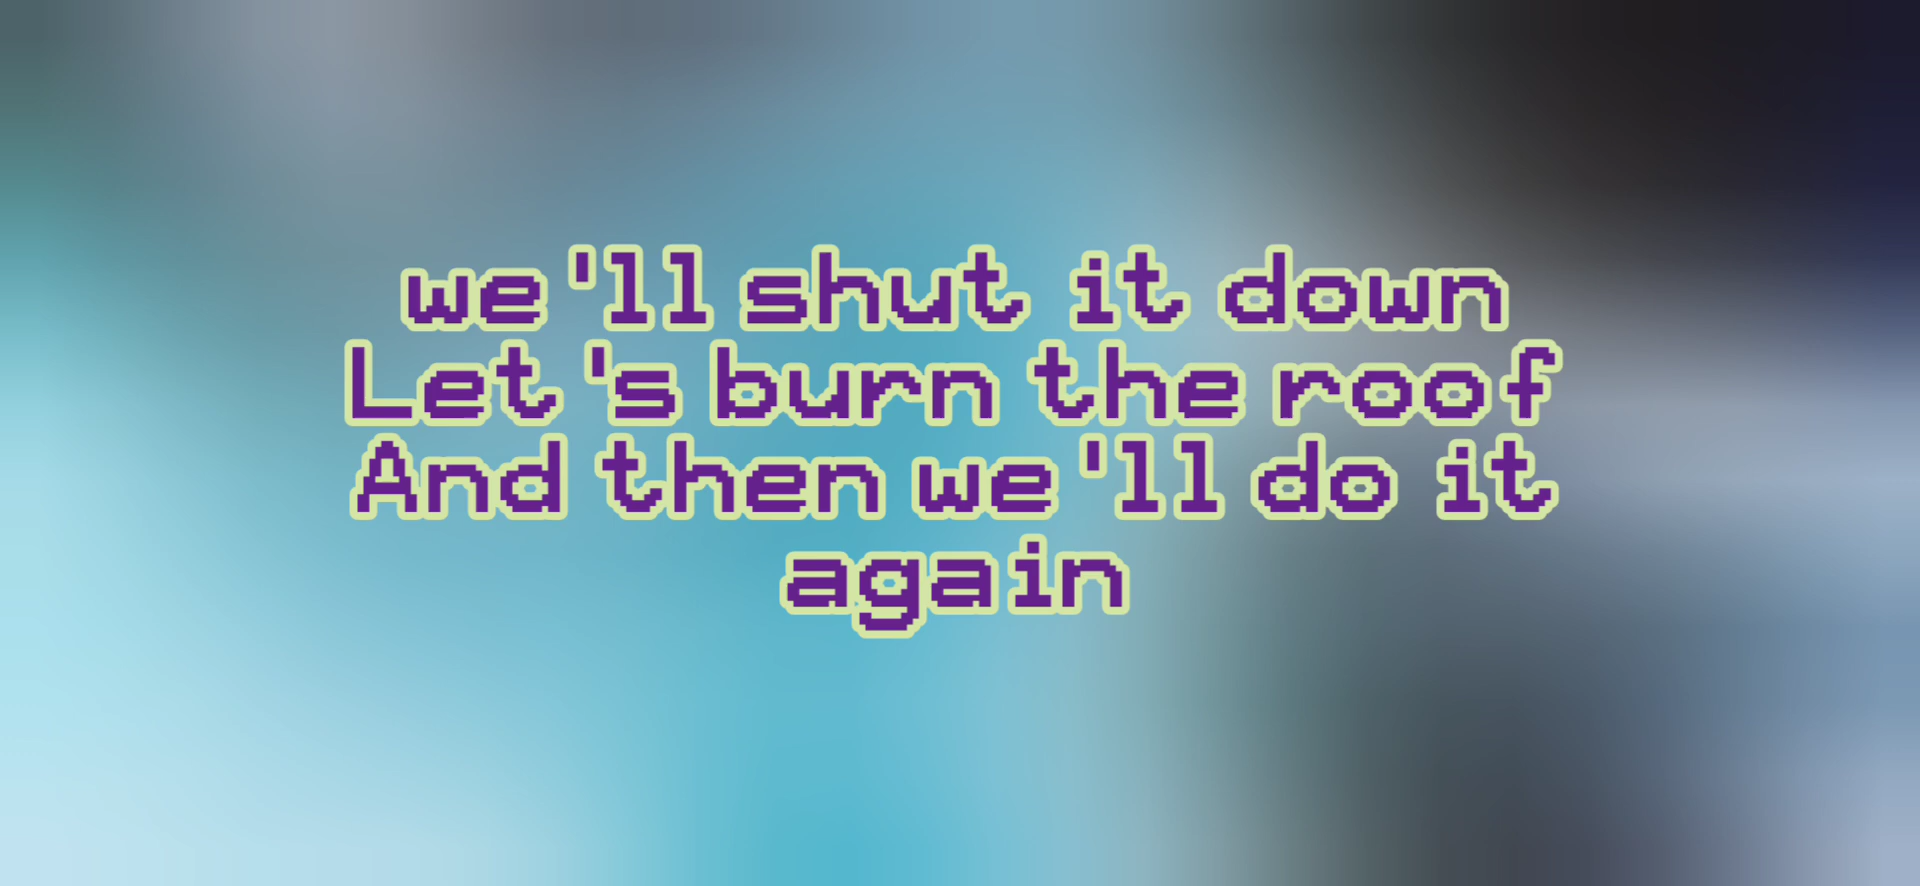 we'll shut it down
Let's burn the roof
And then we'll do it
again